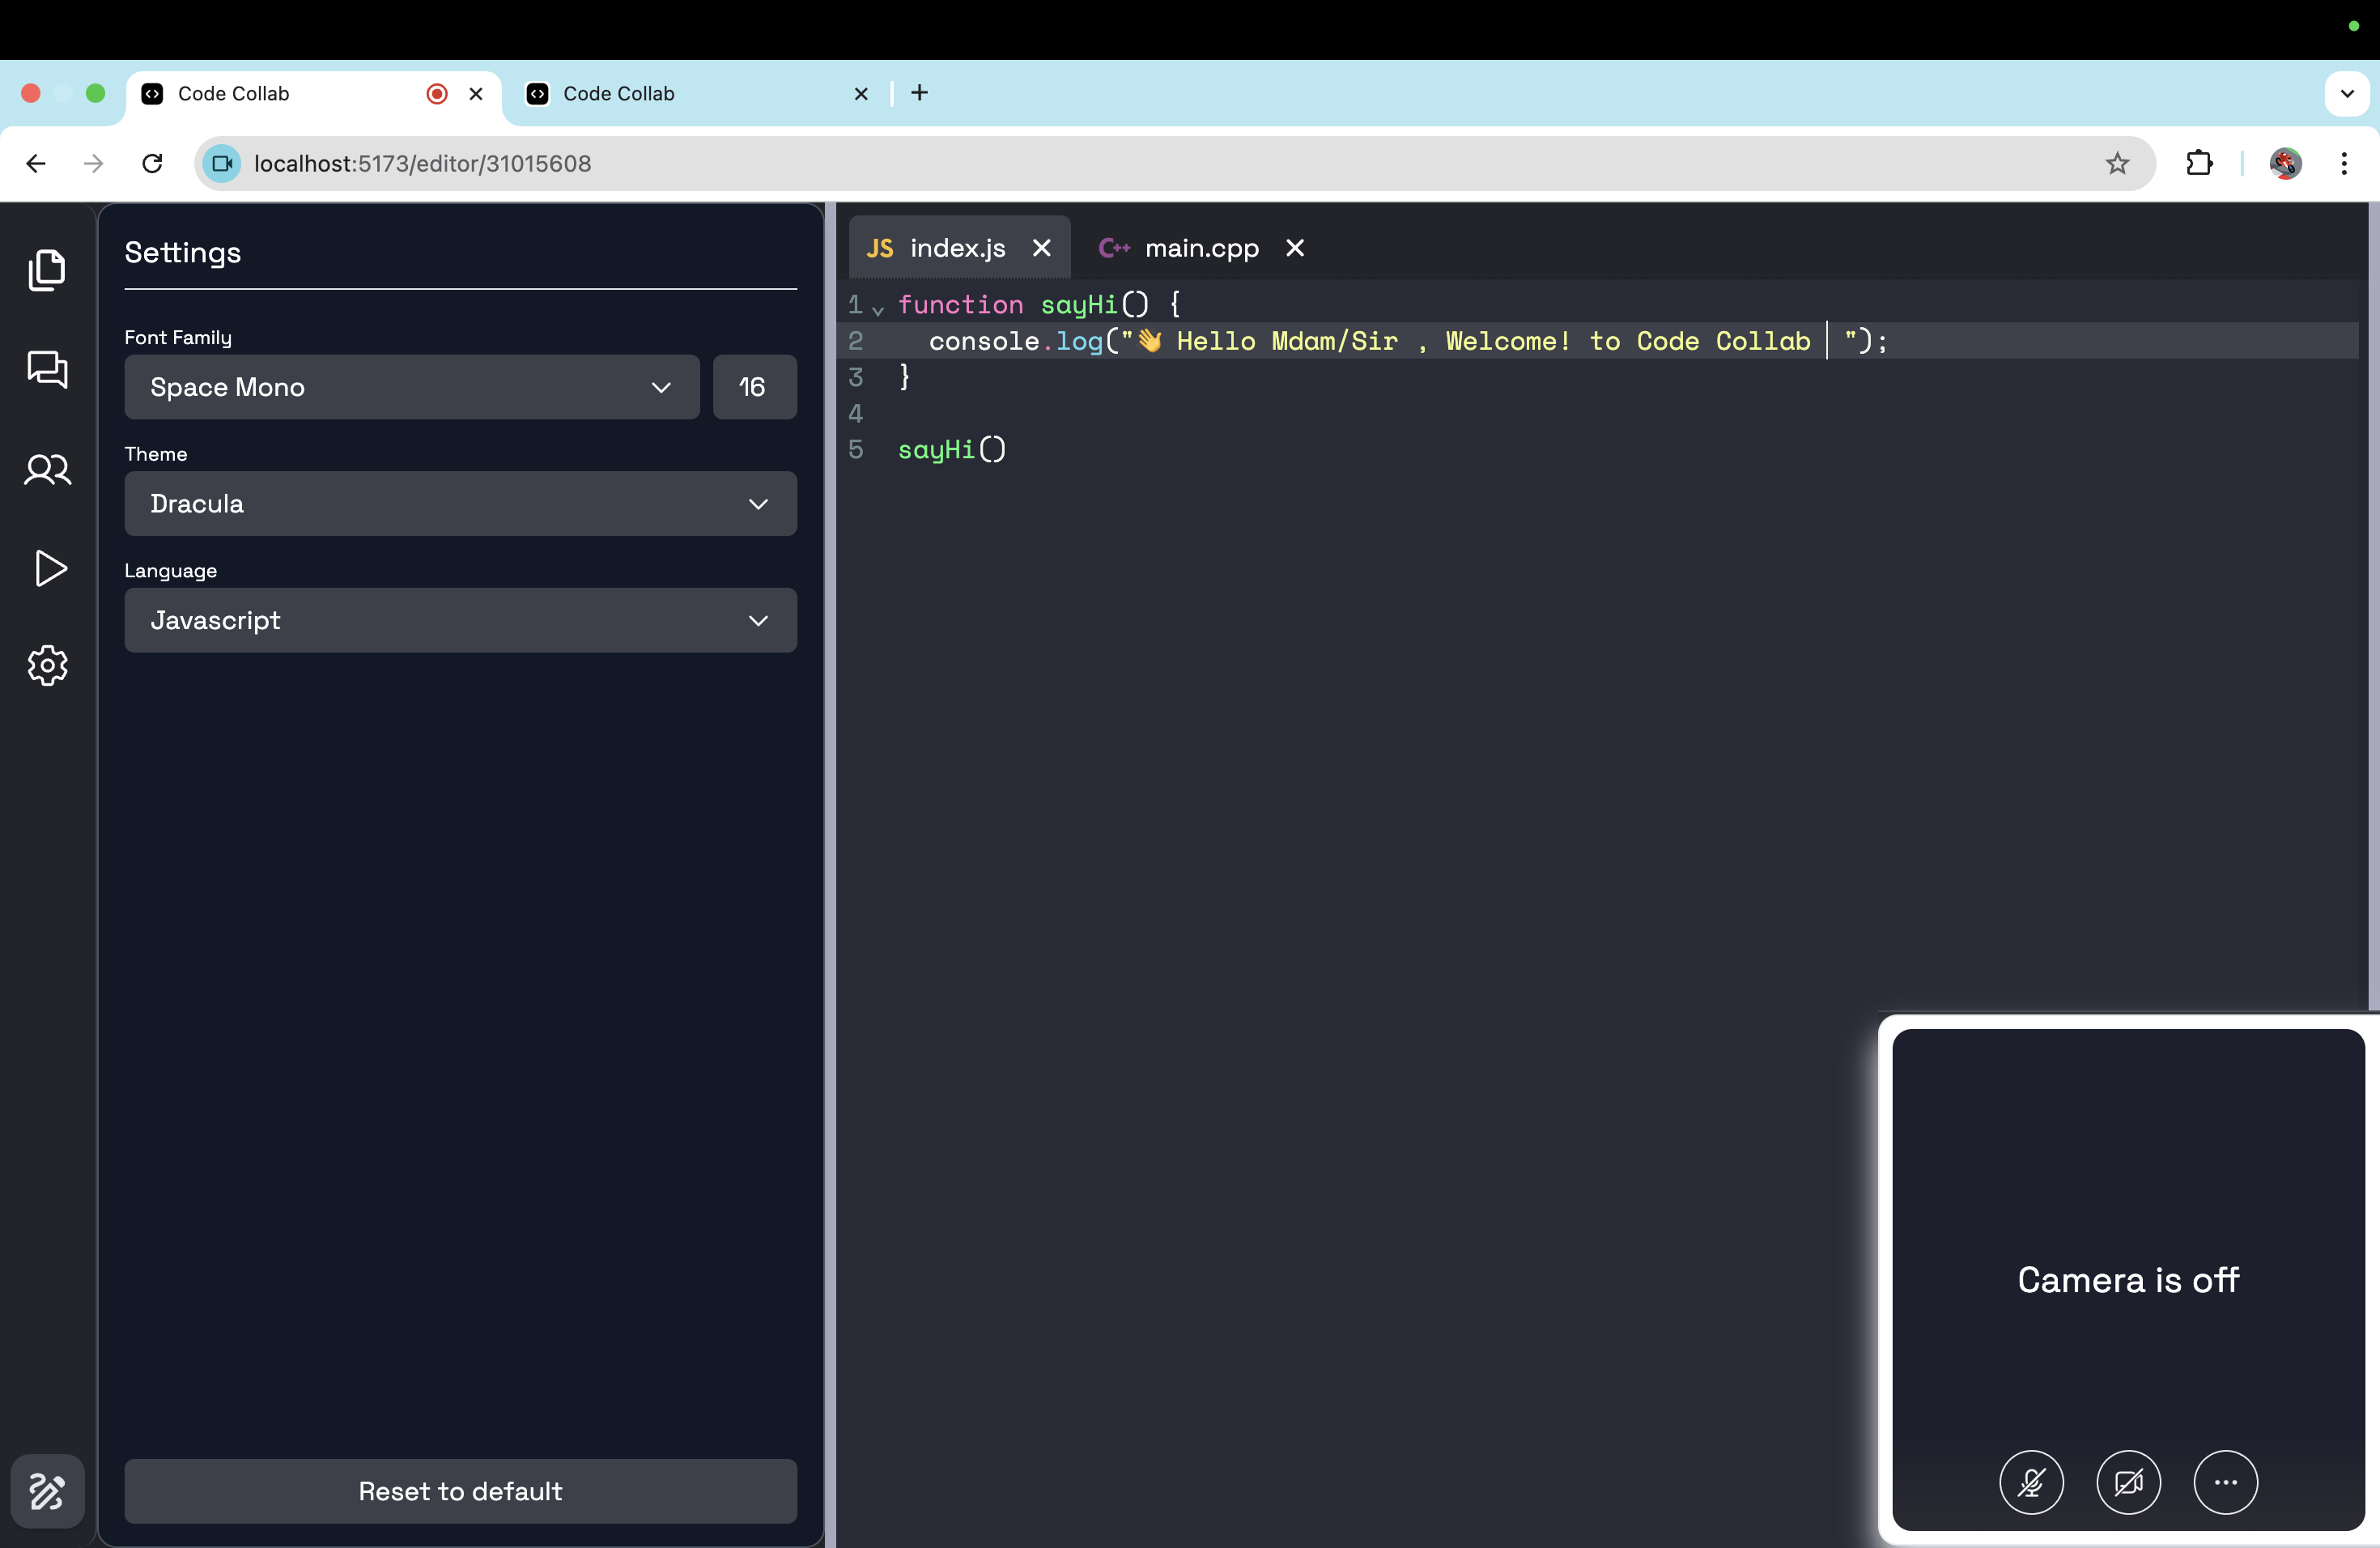 Code Collab
Code Collab
localhost:5173/editor/31015608
Settings
Font Family
Space Mono
16
Theme
Dracula
Language
Javascript
Reset to default
JS index.js
C++ main.cpp
1 function sayHi() {
2 console.log("👋 Hello Mdam/Sir , Welcome! to Code Collab ");
3 }
4
5 sayHi()
Camera is off